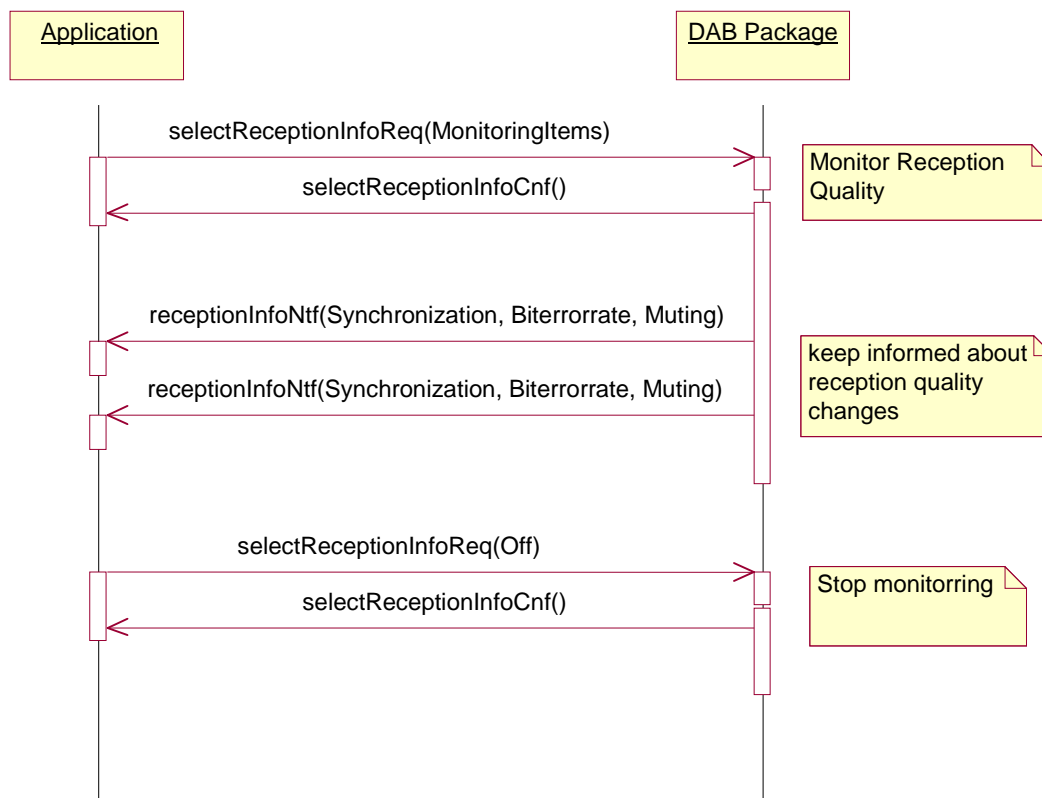 Application
DAB Package
selectReceptionInfoReq(MonitoringItems)
Monitor Reception
Quality
selectReceptionInfoCnf()
receptionInfoNtf(Synchronization, Biterrorrate, Muting)
keep informed about
reception quality
changes
receptionInfoNtf(Synchronization, Biterrorrate, Muting)
selectReceptionInfoReq(Off)
Stop monitorring
selectReceptionInfoCnf()